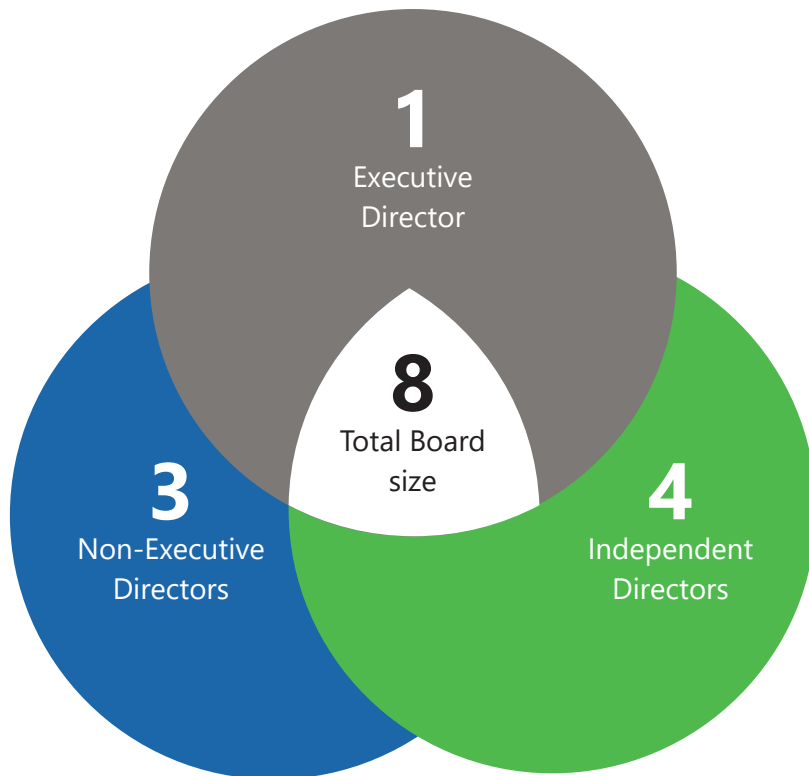 1
Executive
Director
8
Total Board
size
3
Non-Executive
Directors
4
Independent
Directors